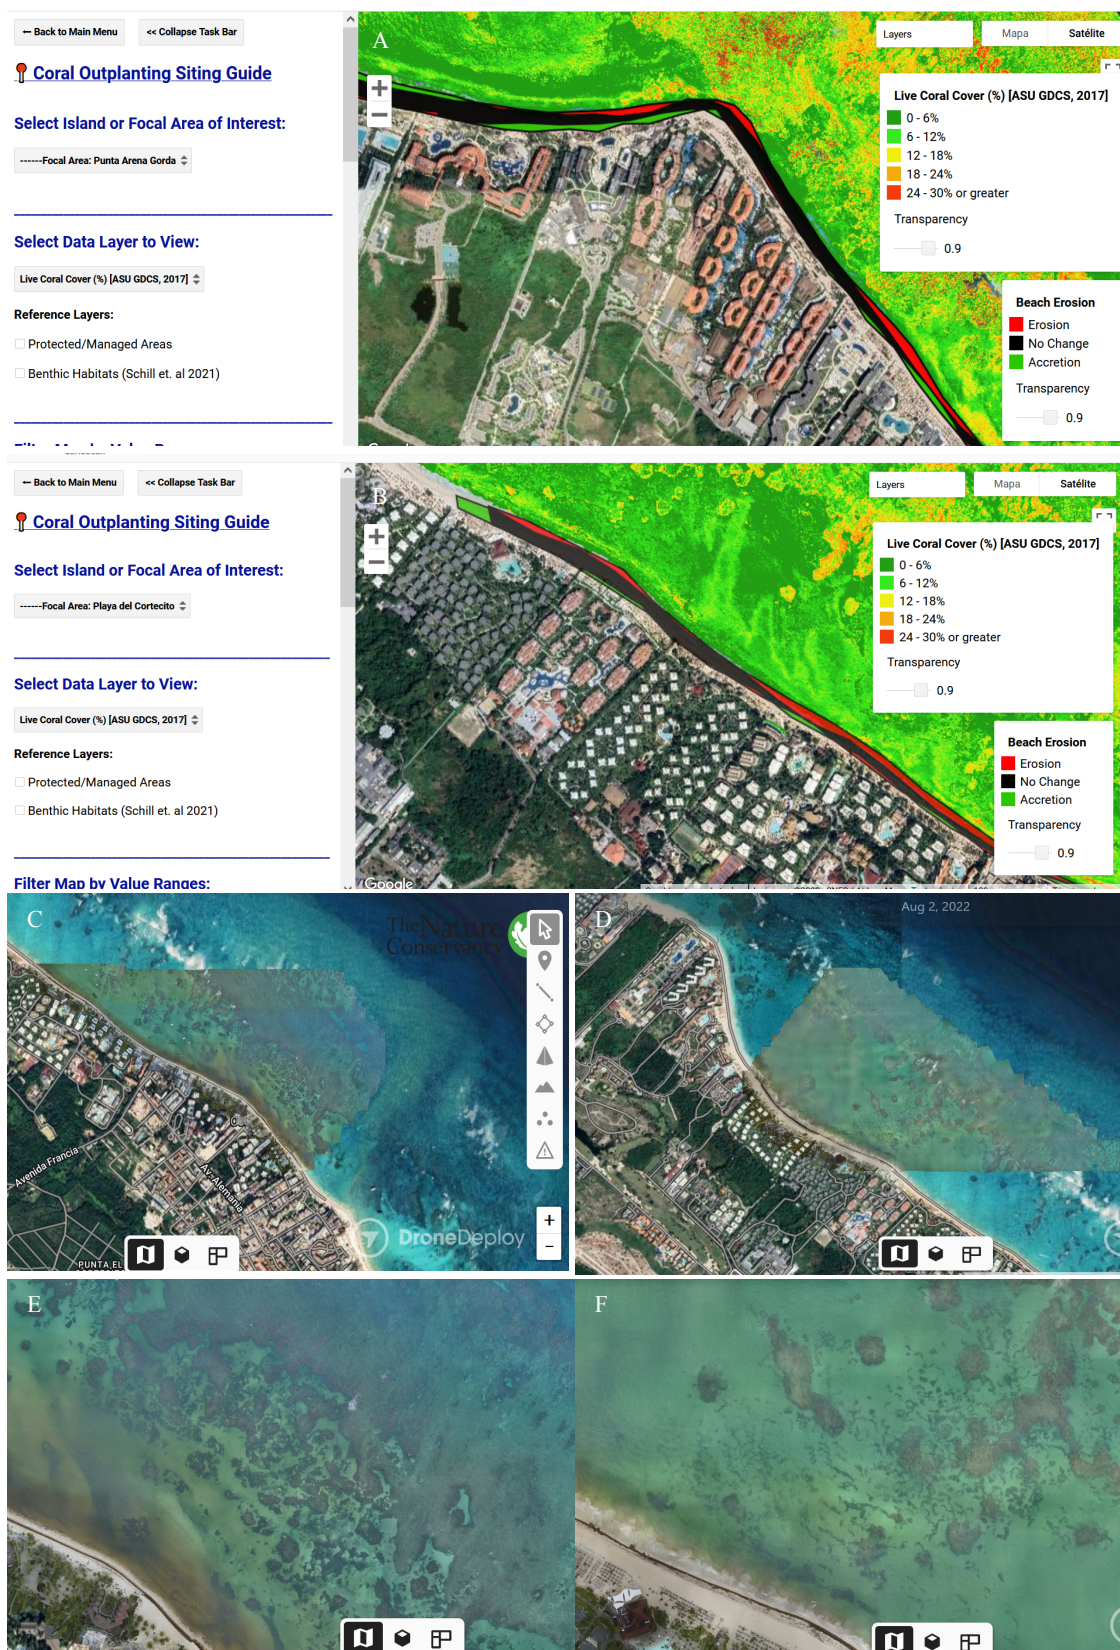 ← Back to Main Menu
<< Collapse Task Bar
Coral Outplanting Siting Guide
Select Island or Focal Area of Interest:
------Focal Area: Punta Arena Gorda
Select Data Layer to View:
Live Coral Cover (%) [ASU GDCS, 2017]
Reference Layers:
Protected/Managed Areas
Benthic Habitats (Schill et. al 2021)
A
+
−
Layers
Mapa
Satélite
Live Coral Cover (%) [ASU GDCS, 2017]
0 - 6%
6 - 12%
12 - 18%
18 - 24%
24 - 30% or greater
Transparency
0.9
Beach Erosion
Erosion
No Change
Accretion
Transparency
0.9
← Back to Main Menu
<< Collapse Task Bar
Coral Outplanting Siting Guide
Select Island or Focal Area of Interest:
------Focal Area: Playa del Cortecito
Select Data Layer to View:
Live Coral Cover (%) [ASU GDCS, 2017]
Reference Layers:
Protected/Managed Areas
Benthic Habitats (Schill et. al 2021)
Filter Map by Value Ranges:
B
+
−
Google
Layers
Mapa
Satélite
Live Coral Cover (%) [ASU GDCS, 2017]
0 - 6%
6 - 12%
12 - 18%
18 - 24%
24 - 30% or greater
Transparency
0.9
Beach Erosion
Erosion
No Change
Accretion
Transparency
0.9
C
The Nature
Conservancy
Avenida Francia
Av. Alemania
PUNTA EL
DroneDeploy
+
−
D
Aug 2, 2022
E
F